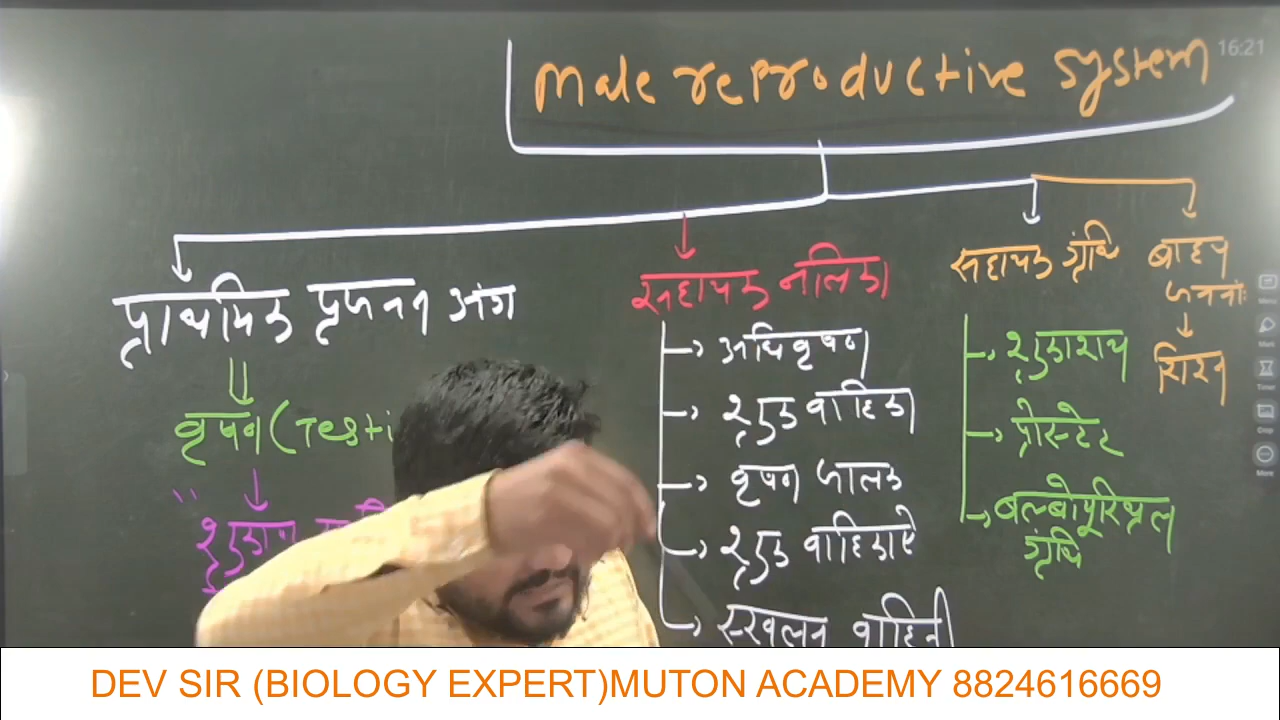 16:21
male reproductive system
प्राथमिक प्रजनन अंग
वृषण (Testi
शुक्राणु
सहायक नलिका
अधिवृषण
शुक्र वाहिका
वृषण जालक
शुक्र वाहिकाऐ
स्खलन वाहिनी
सहायक ग्रंथि
शुक्राशय
प्रोस्टेट
बल्बोयूरिथ्रल
ग्रंथि
बाह्य
जननां
शिश्न
DEV SIR (BIOLOGY EXPERT)MUTON ACADEMY 8824616669